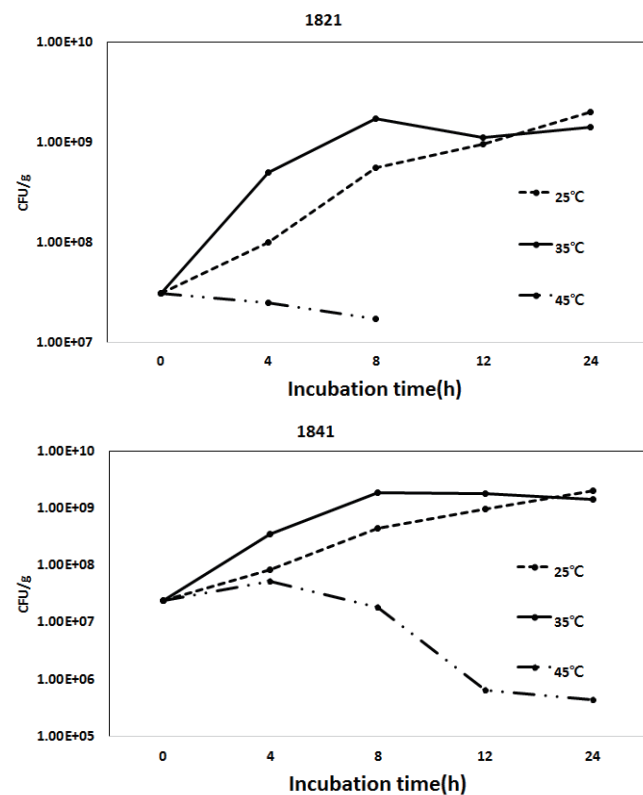 1821
1.00E+10
1.00E+09
1.00E+08
1.00E+07
CFU/g
25℃
35℃
45℃
0 4 8 12 24
Incubation time(h)
1841
1.00E+10
1.00E+09
1.00E+08
1.00E+07
1.00E+06
1.00E+05
CFU/g
25℃
35℃
45℃
0 4 8 12 24
Incubation time(h)